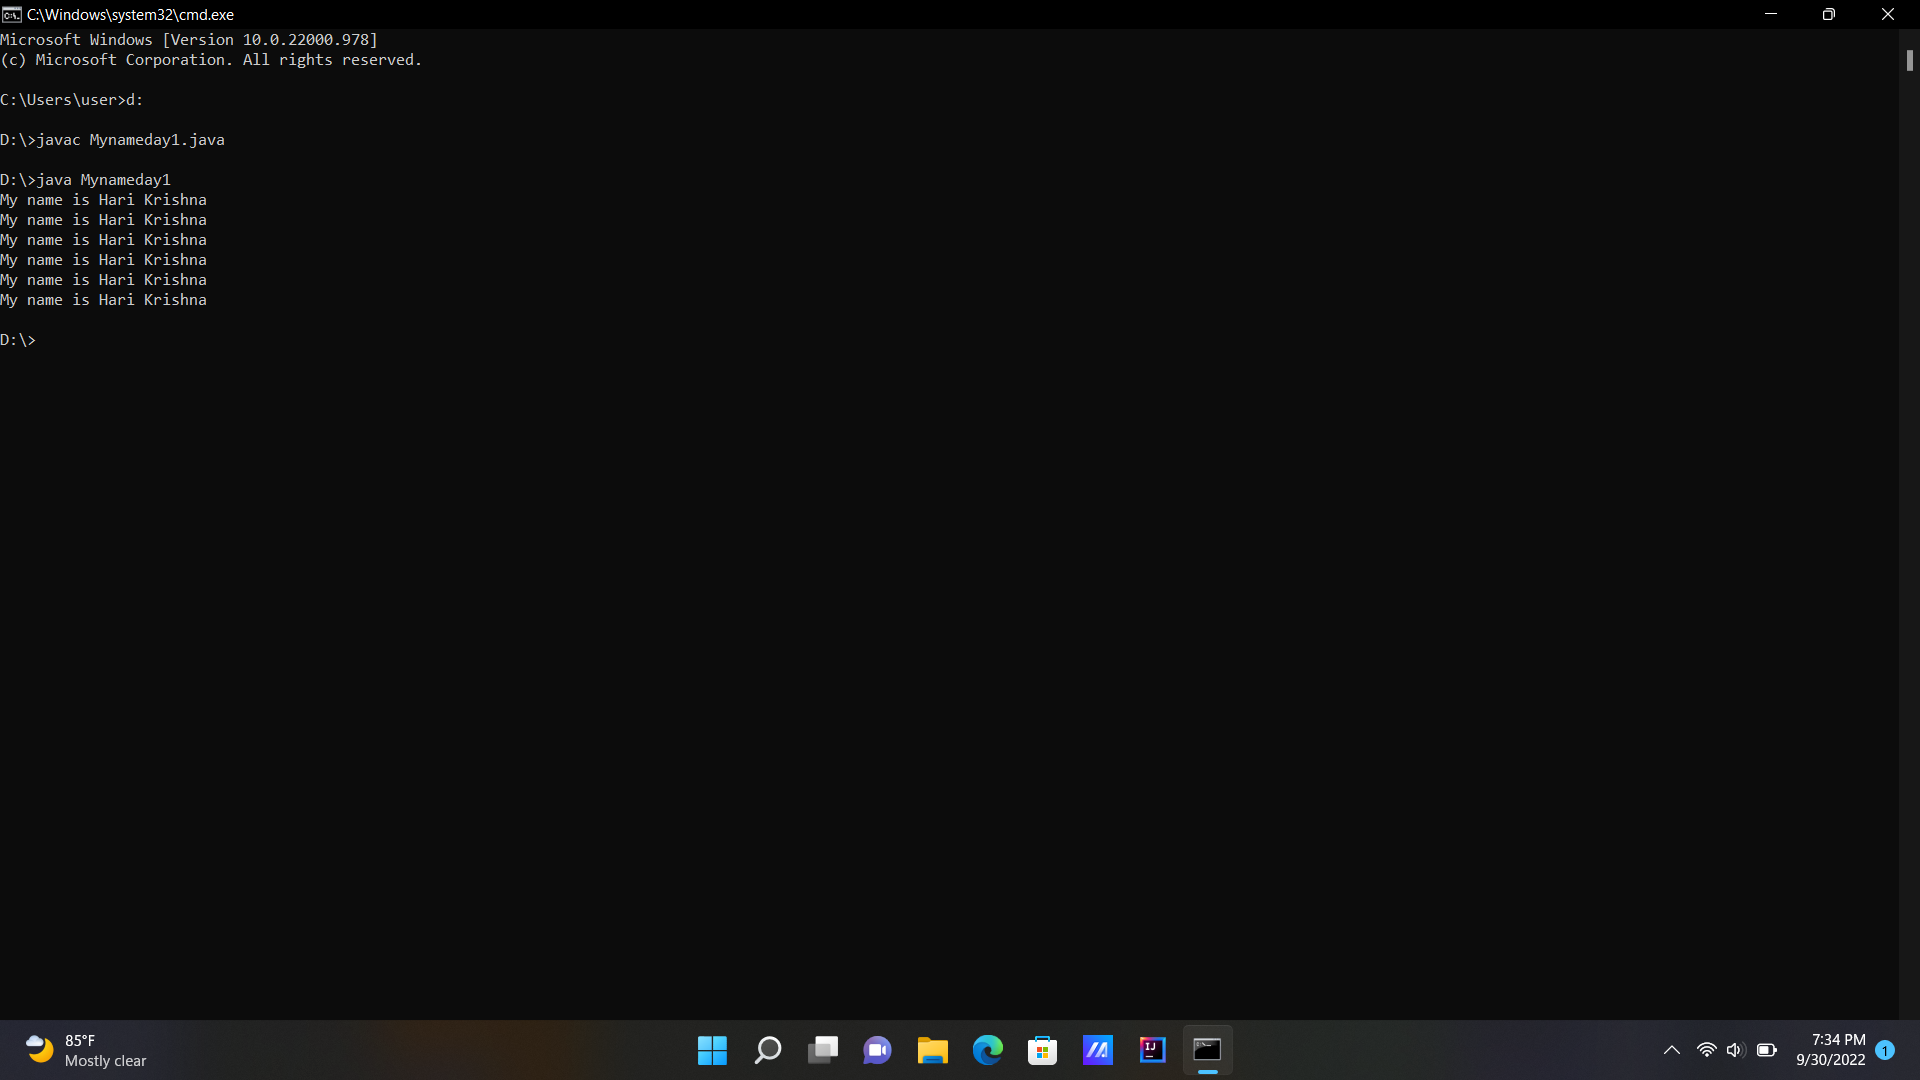 C:\Windows\system32\cmd.exe
Microsoft Windows [Version 10.0.22000.978]
(c) Microsoft Corporation. All rights reserved.
C:\Users\user>d:
D:\>javac Mynameday1.java
D:\>java Mynameday1
My name is Hari Krishna
My name is Hari Krishna
My name is Hari Krishna
My name is Hari Krishna
My name is Hari Krishna
My name is Hari Krishna
D:\>
85°F
Mostly clear
IJ
7:34 PM
9/30/2022
1